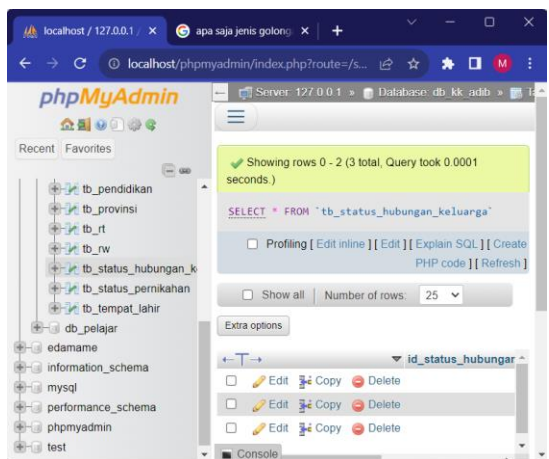 localhost / 127.0.0.1 /
apa saja jenis golong
localhost/phpmyadmin/index.php?route=/s...
M
phpMyAdmin
Recent Favorites
tb_pendidikan
tb_provinsi
tb_rt
tb_rw
tb_status_hubungan_k
tb_status_pernikahan
tb_tempat_lahir
db_pelajar
edamame
information_schema
mysql
performance_schema
phpmyadmin
test
Server: 127.0.0.1 » Database: db_kk_adib »
Showing rows 0 - 2 (3 total, Query took 0.0001
seconds.)
SELECT * FROM `tb_status_hubungan_keluarga`
Profiling [ Edit inline ] [ Edit ] [ Explain SQL ] [ Create
PHP code ] [ Refresh ]
Show all Number of rows: 25
Extra options
←T→ id_status_hubungar
Edit Copy Delete
Edit Copy Delete
Edit Copy Delete
Console